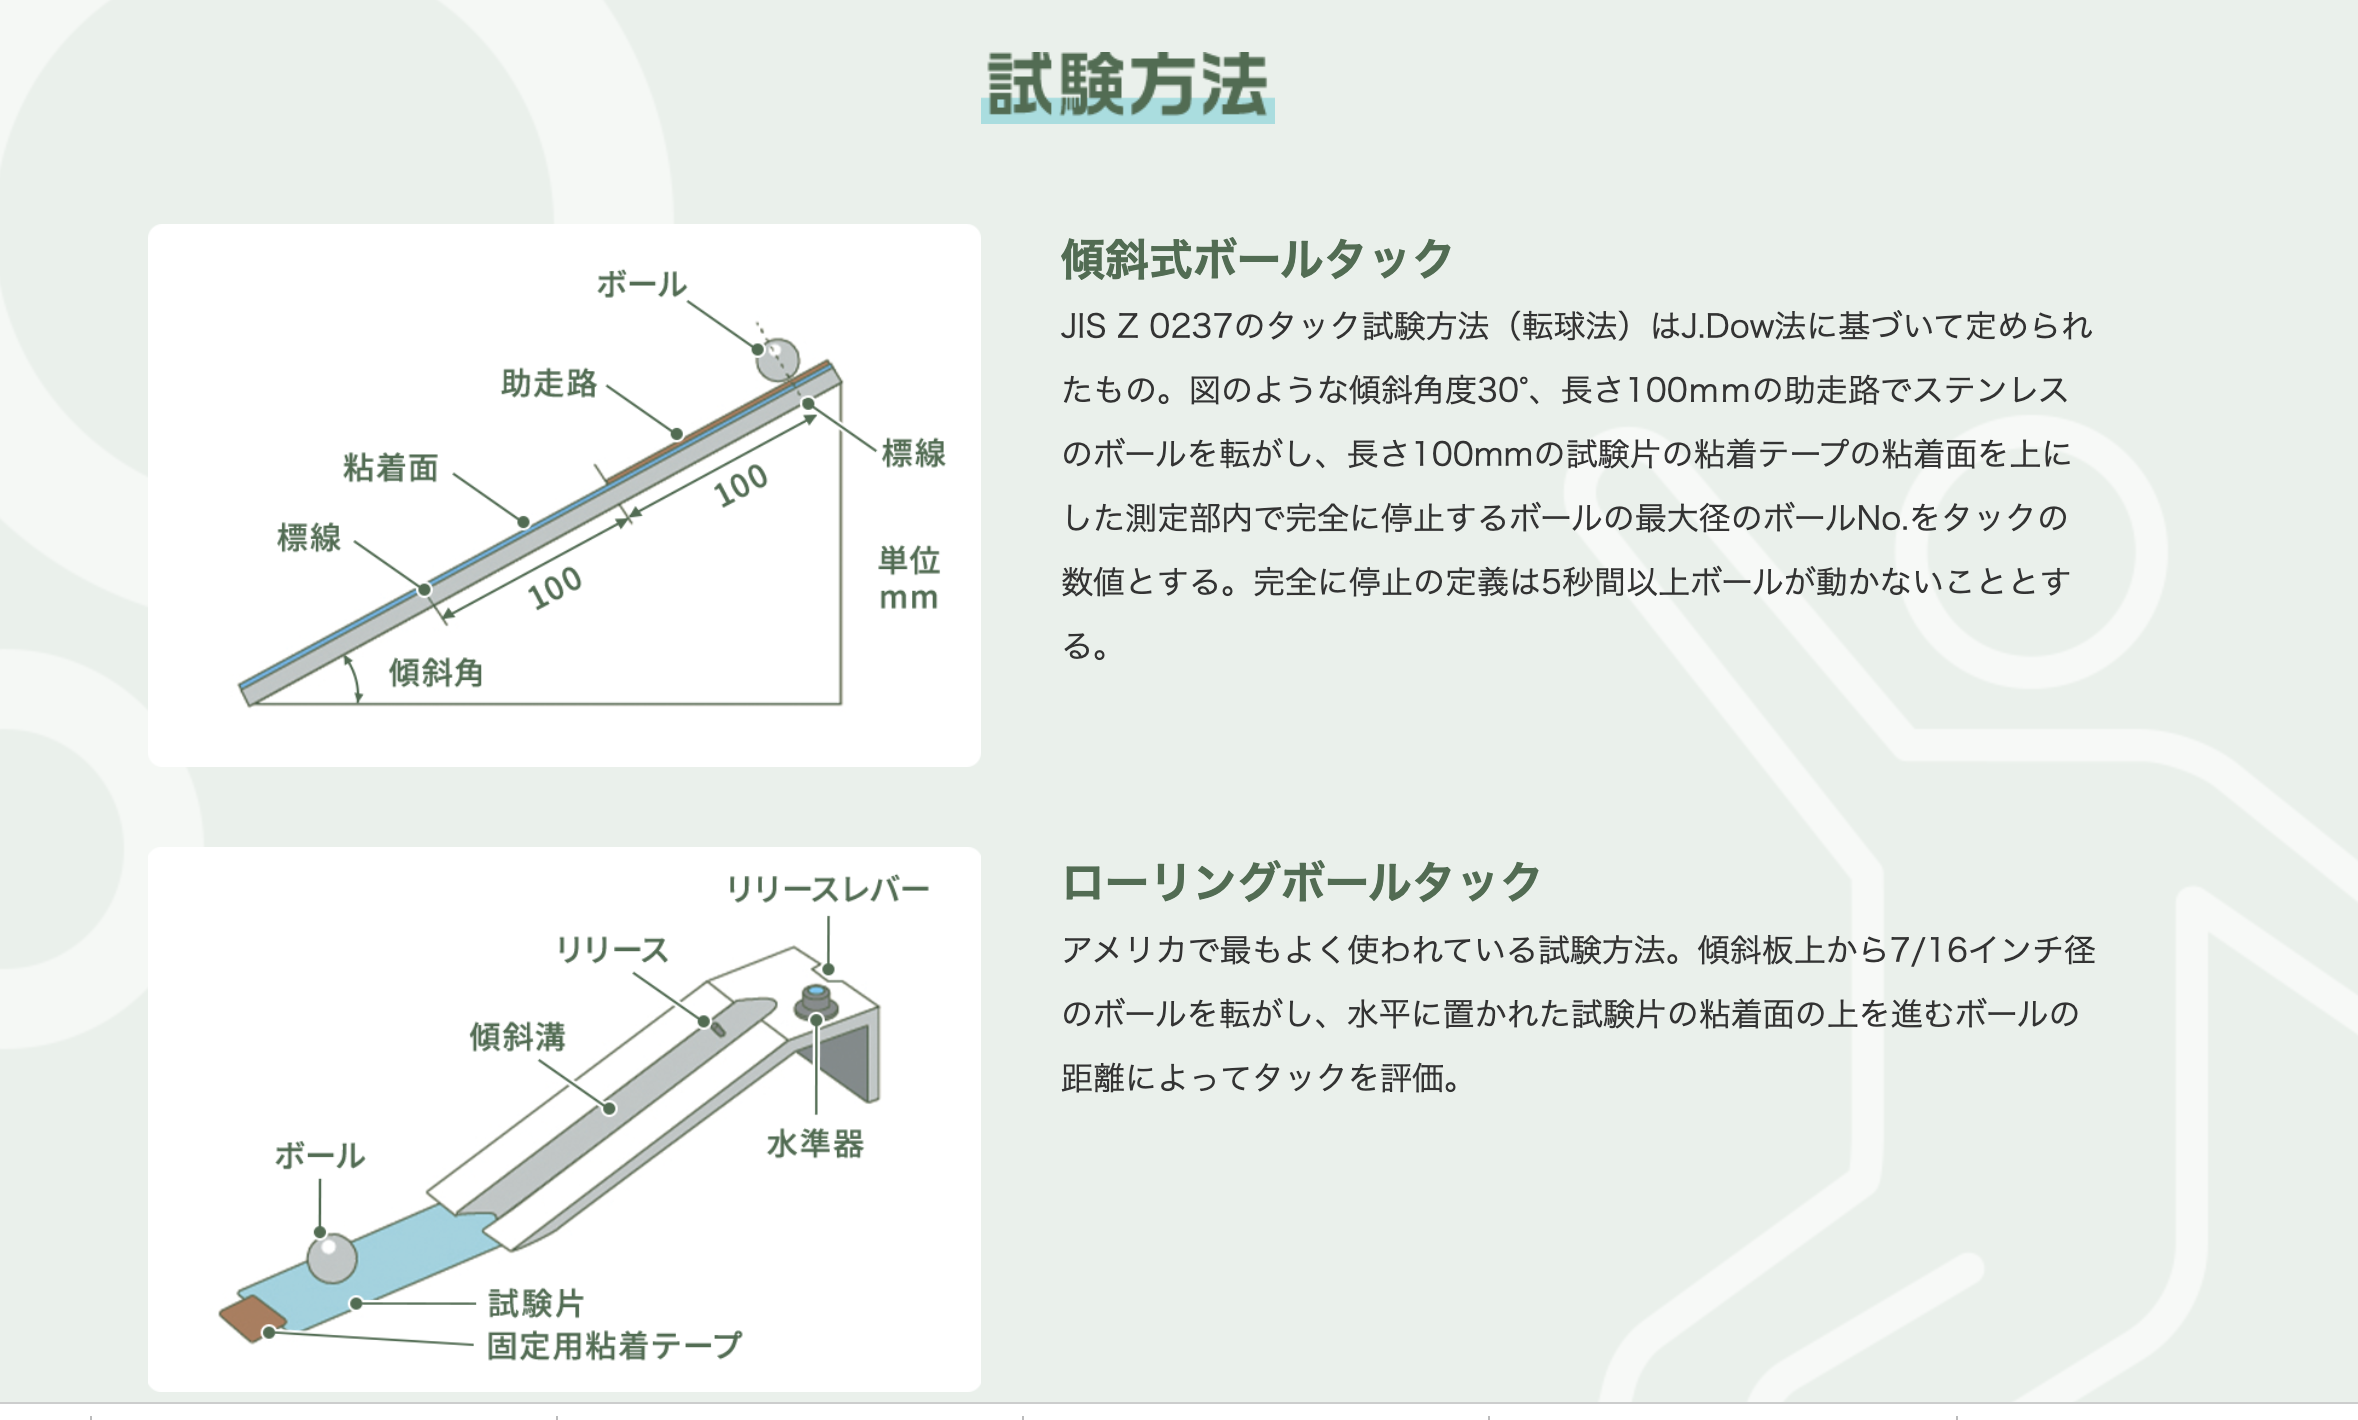 試験方法
ボール
助走路
粘着面
標線
標線
100
100
単位
mm
傾斜角
傾斜式ボールタック
JIS Z 0237のタック試験方法（転球法）はJ.Dow法に基づいて定められ
たもの。図のような傾斜角度30°、長さ100mmの助走路でステンレス
のボールを転がし、長さ100mmの試験片の粘着テープの粘着面を上に
した測定部内で完全に停止するボールの最大径のボールNo.をタックの
数値とする。完全に停止の定義は5秒間以上ボールが動かないこととす
る。
リリースレバー
リリース
傾斜溝
水準器
ボール
試験片
固定用粘着テープ
ローリングボールタック
アメリカで最もよく使われている試験方法。傾斜板上から7/16インチ径
のボールを転がし、水平に置かれた試験片の粘着面の上を進むボールの
距離によってタックを評価。